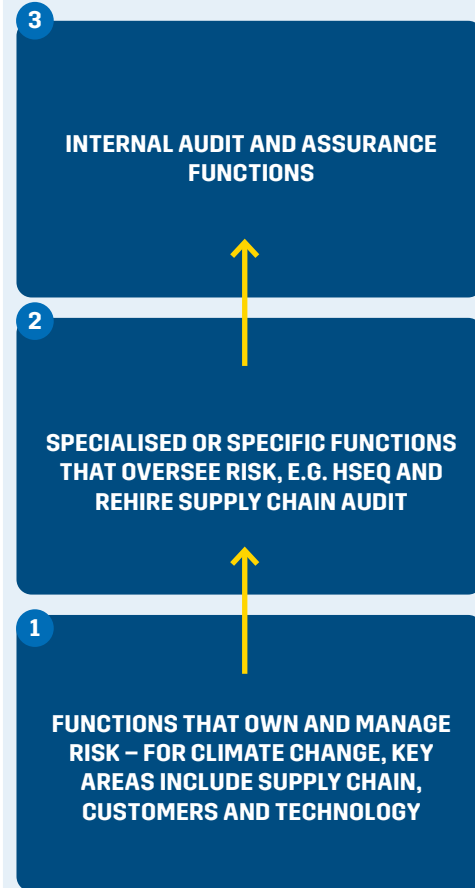 3
INTERNAL AUDIT AND ASSURANCE
FUNCTIONS
2
SPECIALISED OR SPECIFIC FUNCTIONS
THAT OVERSEE RISK, E.G. HSEQ AND
REHIRE SUPPLY CHAIN AUDIT
1
FUNCTIONS THAT OWN AND MANAGE
RISK – FOR CLIMATE CHANGE, KEY
AREAS INCLUDE SUPPLY CHAIN,
CUSTOMERS AND TECHNOLOGY